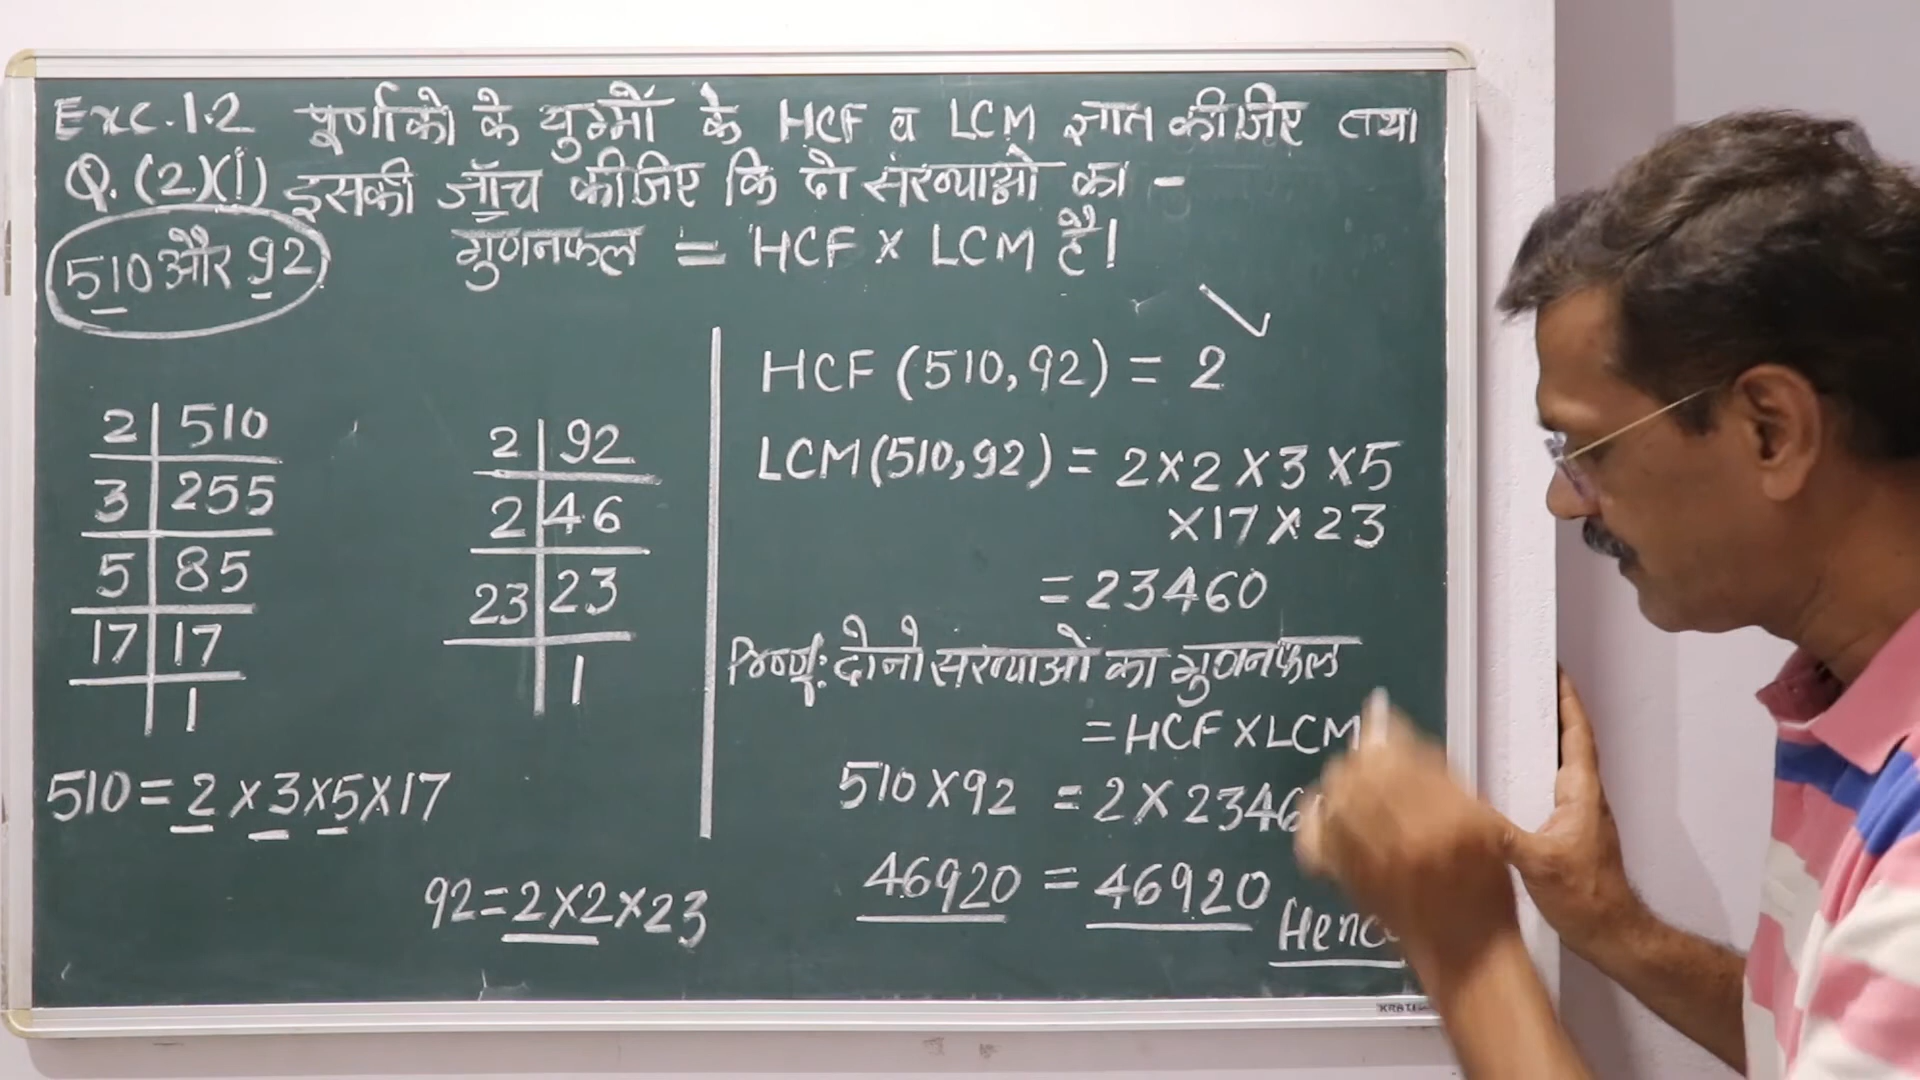 Exc. 1.2 पूर्णाकों के युग्मों के HCF व LCM ज्ञात कीजिए तथा
Q. (2)(i) इसकी जॉच कीजिए कि दो संख्याओं का -
510 और 92 गुणनफल = HCF × LCM है।
2 510
3 255
5 85
17 17
1
510 = 2 × 3 × 5 × 17
2 92
2 46
23 23
1
92 = 2 × 2 × 23
HCF (510, 92) = 2
LCM (510, 92) = 2 × 2 × 3 × 5
× 17 × 23
= 23460
Proof: दोनों संख्याओं का गुणनफल
= HCF × LCM
510 × 92 = 2 × 2346
46920 = 46920
Henc